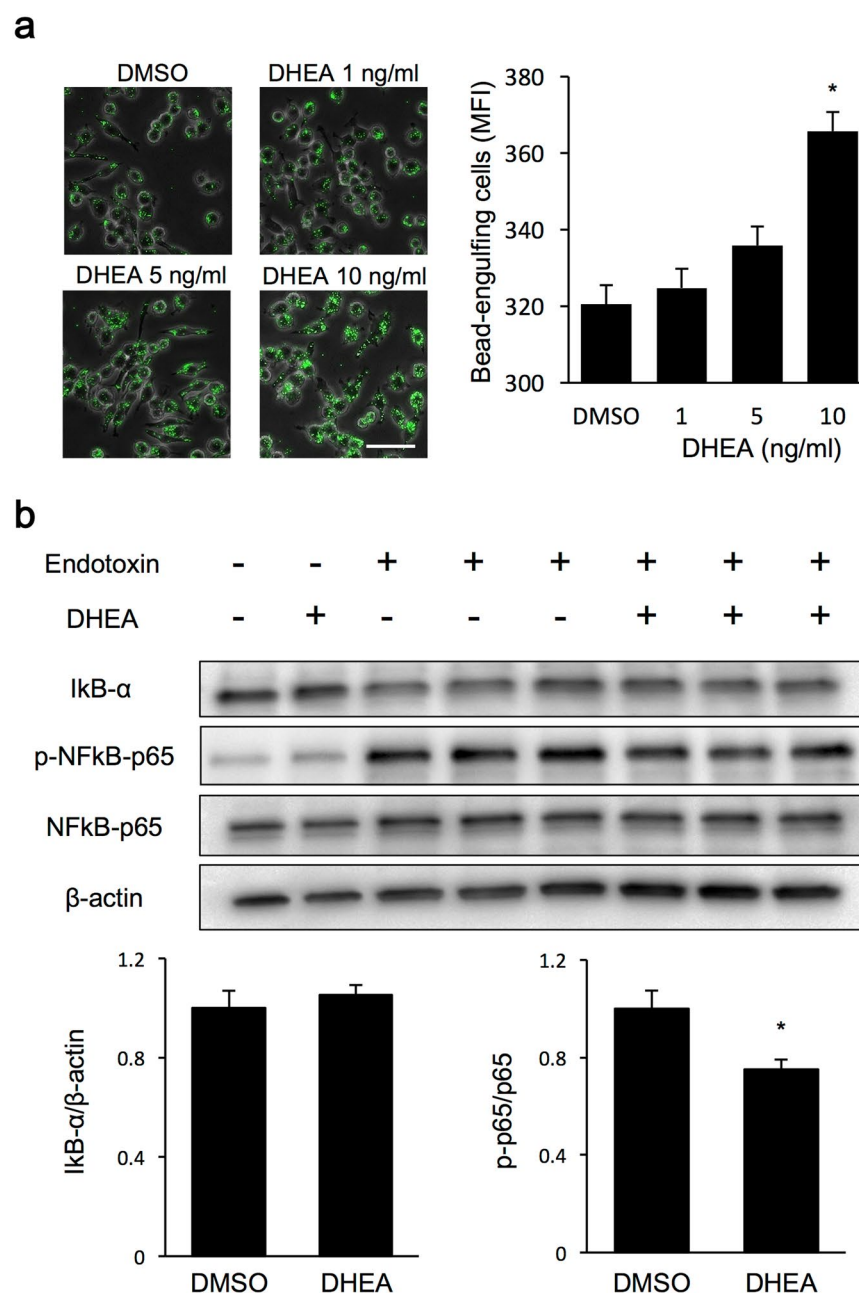 a
DMSO
DHEA 1 ng/ml
DHEA 5 ng/ml
DHEA 10 ng/ml
Bead-engulfing cells (MFI)
380
360
340
320
300
*
DMSO 1 5 10
DHEA (ng/ml)
b
Endotoxin - - + + + + + +
DHEA - + - - - + + +
IkB-α
p-NFkB-p65
NFkB-p65
β-actin
IkB-α/β-actin
1.2
0.8
0.4
0
DMSO DHEA
p-p65/p65
1.2
0.8
0.4
0
*
DMSO DHEA